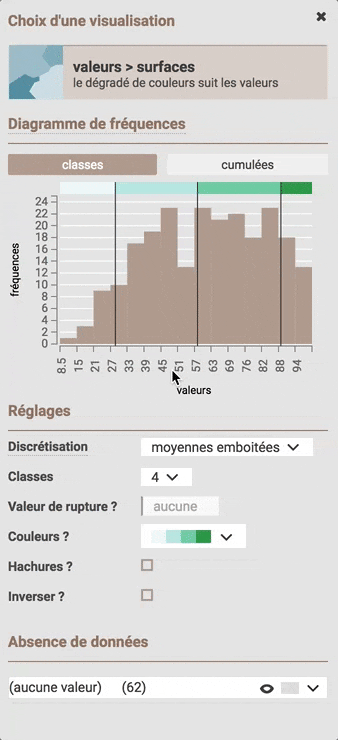 Choix d'une visualisation
valeurs > surfaces
le dégradé de couleurs suit les valeurs
Diagramme de fréquences
classes
cumulées
fréquences
24
22
20
18
16
14
12
10
8
6
4
2
0
8.5 15 21 27 33 39 45 51 57 63 69 76 82 88 94
valeurs
Réglages
Discrétisation moyennes emboitées
Classes 4
Valeur de rupture ? aucune
Couleurs ?
Hachures ?
Inverser ?
Absence de données
(aucune valeur) (62)